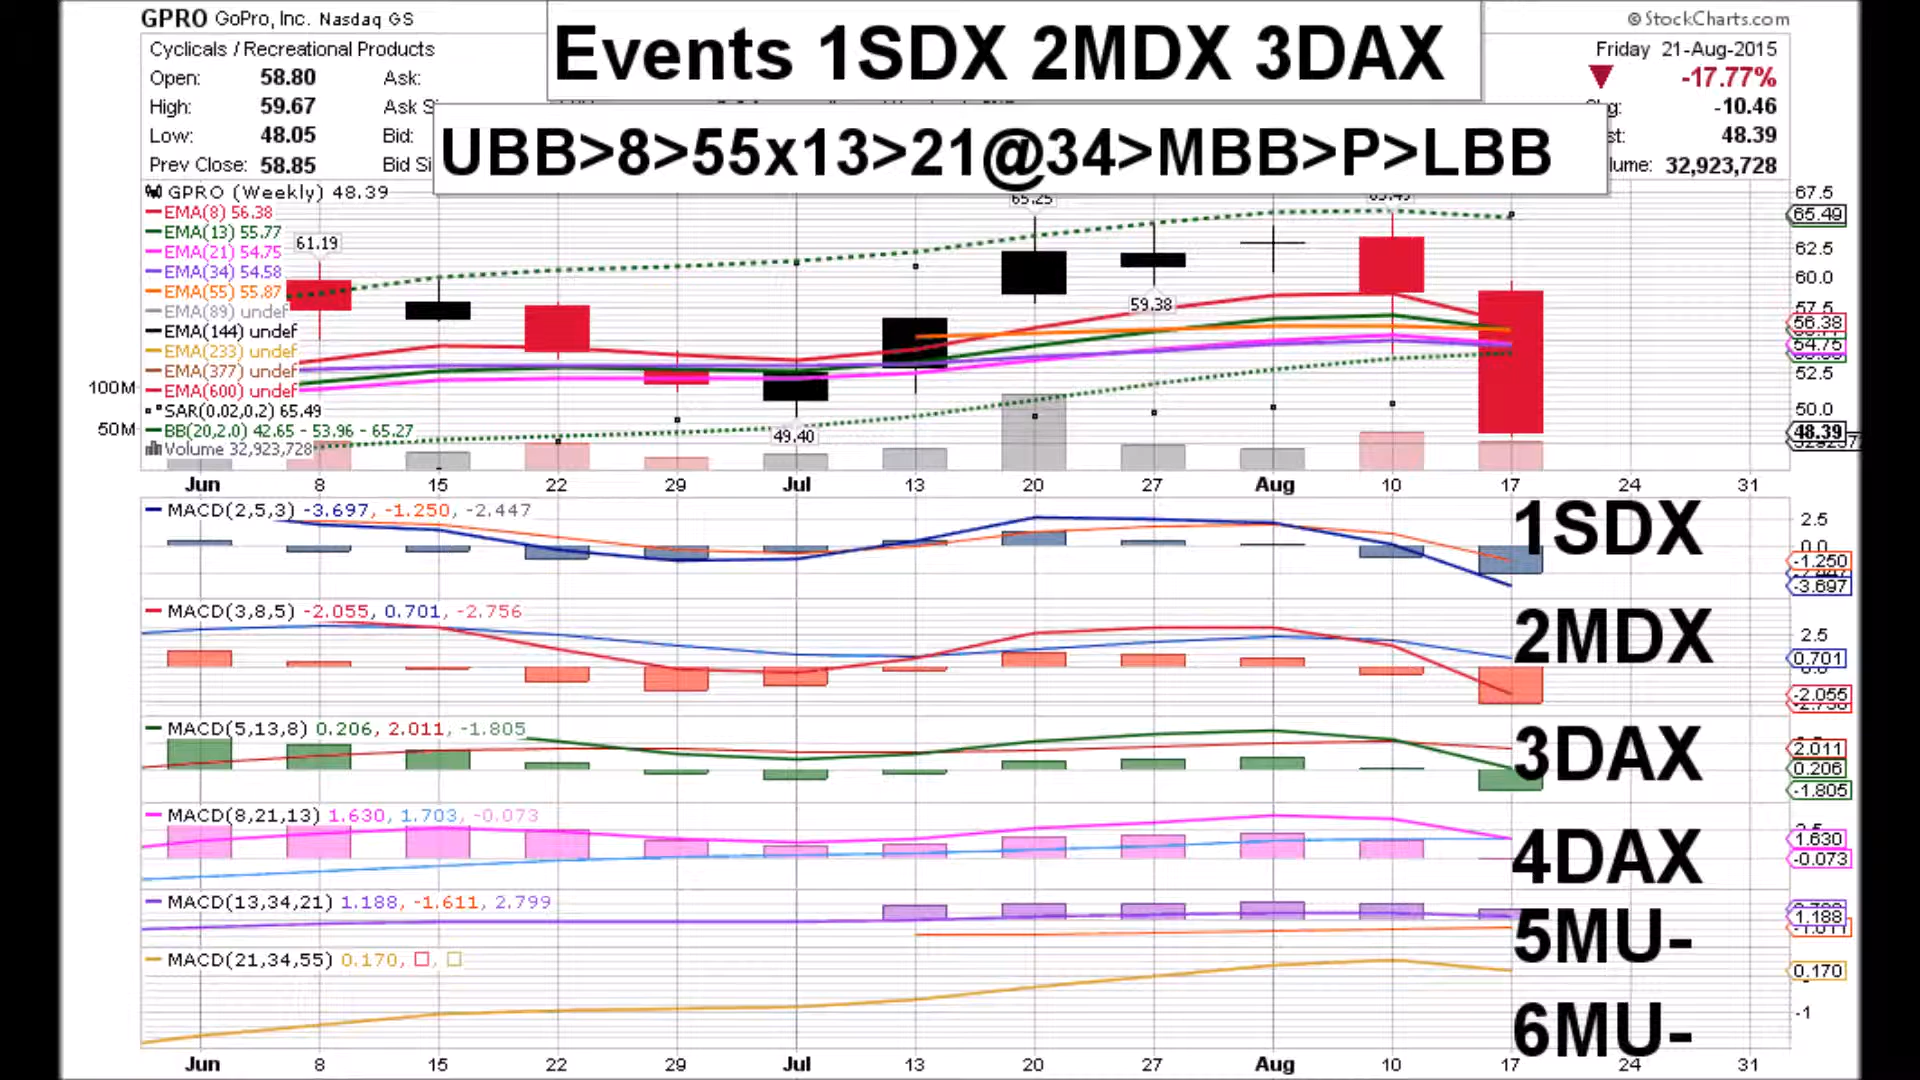 GPRO GoPro, Inc. Nasdaq GS
© StockCharts.com
Events 1SDX 2MDX 3DAX
Cyclicals / Recreational Products
Friday 21-Aug-2015
Open: 58.80 Ask:
▼ -17.77%
High: 59.67 Ask S
-10.46
Low: 48.05 Bid:
48.39
Prev Close: 58.85 Bid Si
32,923,728
UBB>8>55x13>21@34>MBB>P>LBB
GPRO (Weekly) 48.39
EMA(8) 56.38
EMA(13) 55.77
EMA(21) 54.75
EMA(34) 54.58
EMA(55) 55.87
EMA(89) undef
EMA(144) undef
EMA(233) undef
EMA(377) undef
EMA(600) undef
SAR(0.02,0.2) 65.49
BB(20,2.0) 42.65 - 53.96 - 65.27
Volume 32,923,728
100M
50M
61.19
49.40
65.25
59.38
67.5
65.49
62.5
60.0
57.5
56.38
54.75
52.5
50.0
48.39
Jun 8 15 22 29 Jul 13 20 27 Aug 10 17 24 31
MACD(2,5,3) -3.697, -1.250, -2.447
1SDX
2.5
0.0
-1.250
-3.697
MACD(3,8,5) -2.055, 0.701, -2.756
2MDX
2.5
0.701
-2.055
MACD(5,13,8) 0.206, 2.011, -1.805
3DAX
2.011
0.206
-1.805
MACD(8,21,13) 1.630, 1.703, -0.073
4DAX
1.630
-0.073
MACD(13,34,21) 1.188, -1.611, 2.799
5MU-
1.188
MACD(21,34,55) 0.170,
0.170
-1
6MU-
Jun 8 15 22 29 Jul 13 20 27 Aug 10 17 24 31